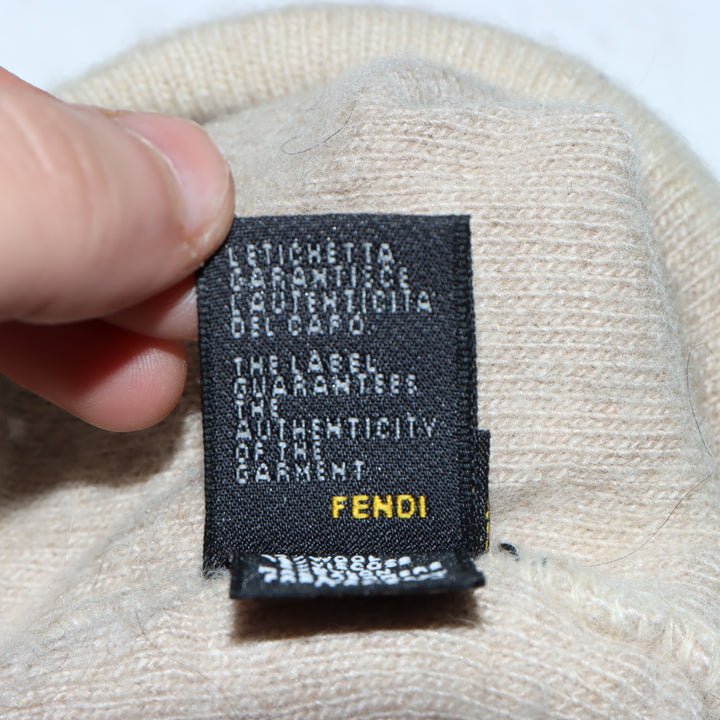 L'ETICHETTA
GARANTISCE
L'AUTENTICITA'
DEL CAPO.
THE LABEL
GUARANTEES
THE
AUTHENTICITY
OF THE
GARMENT
FENDI